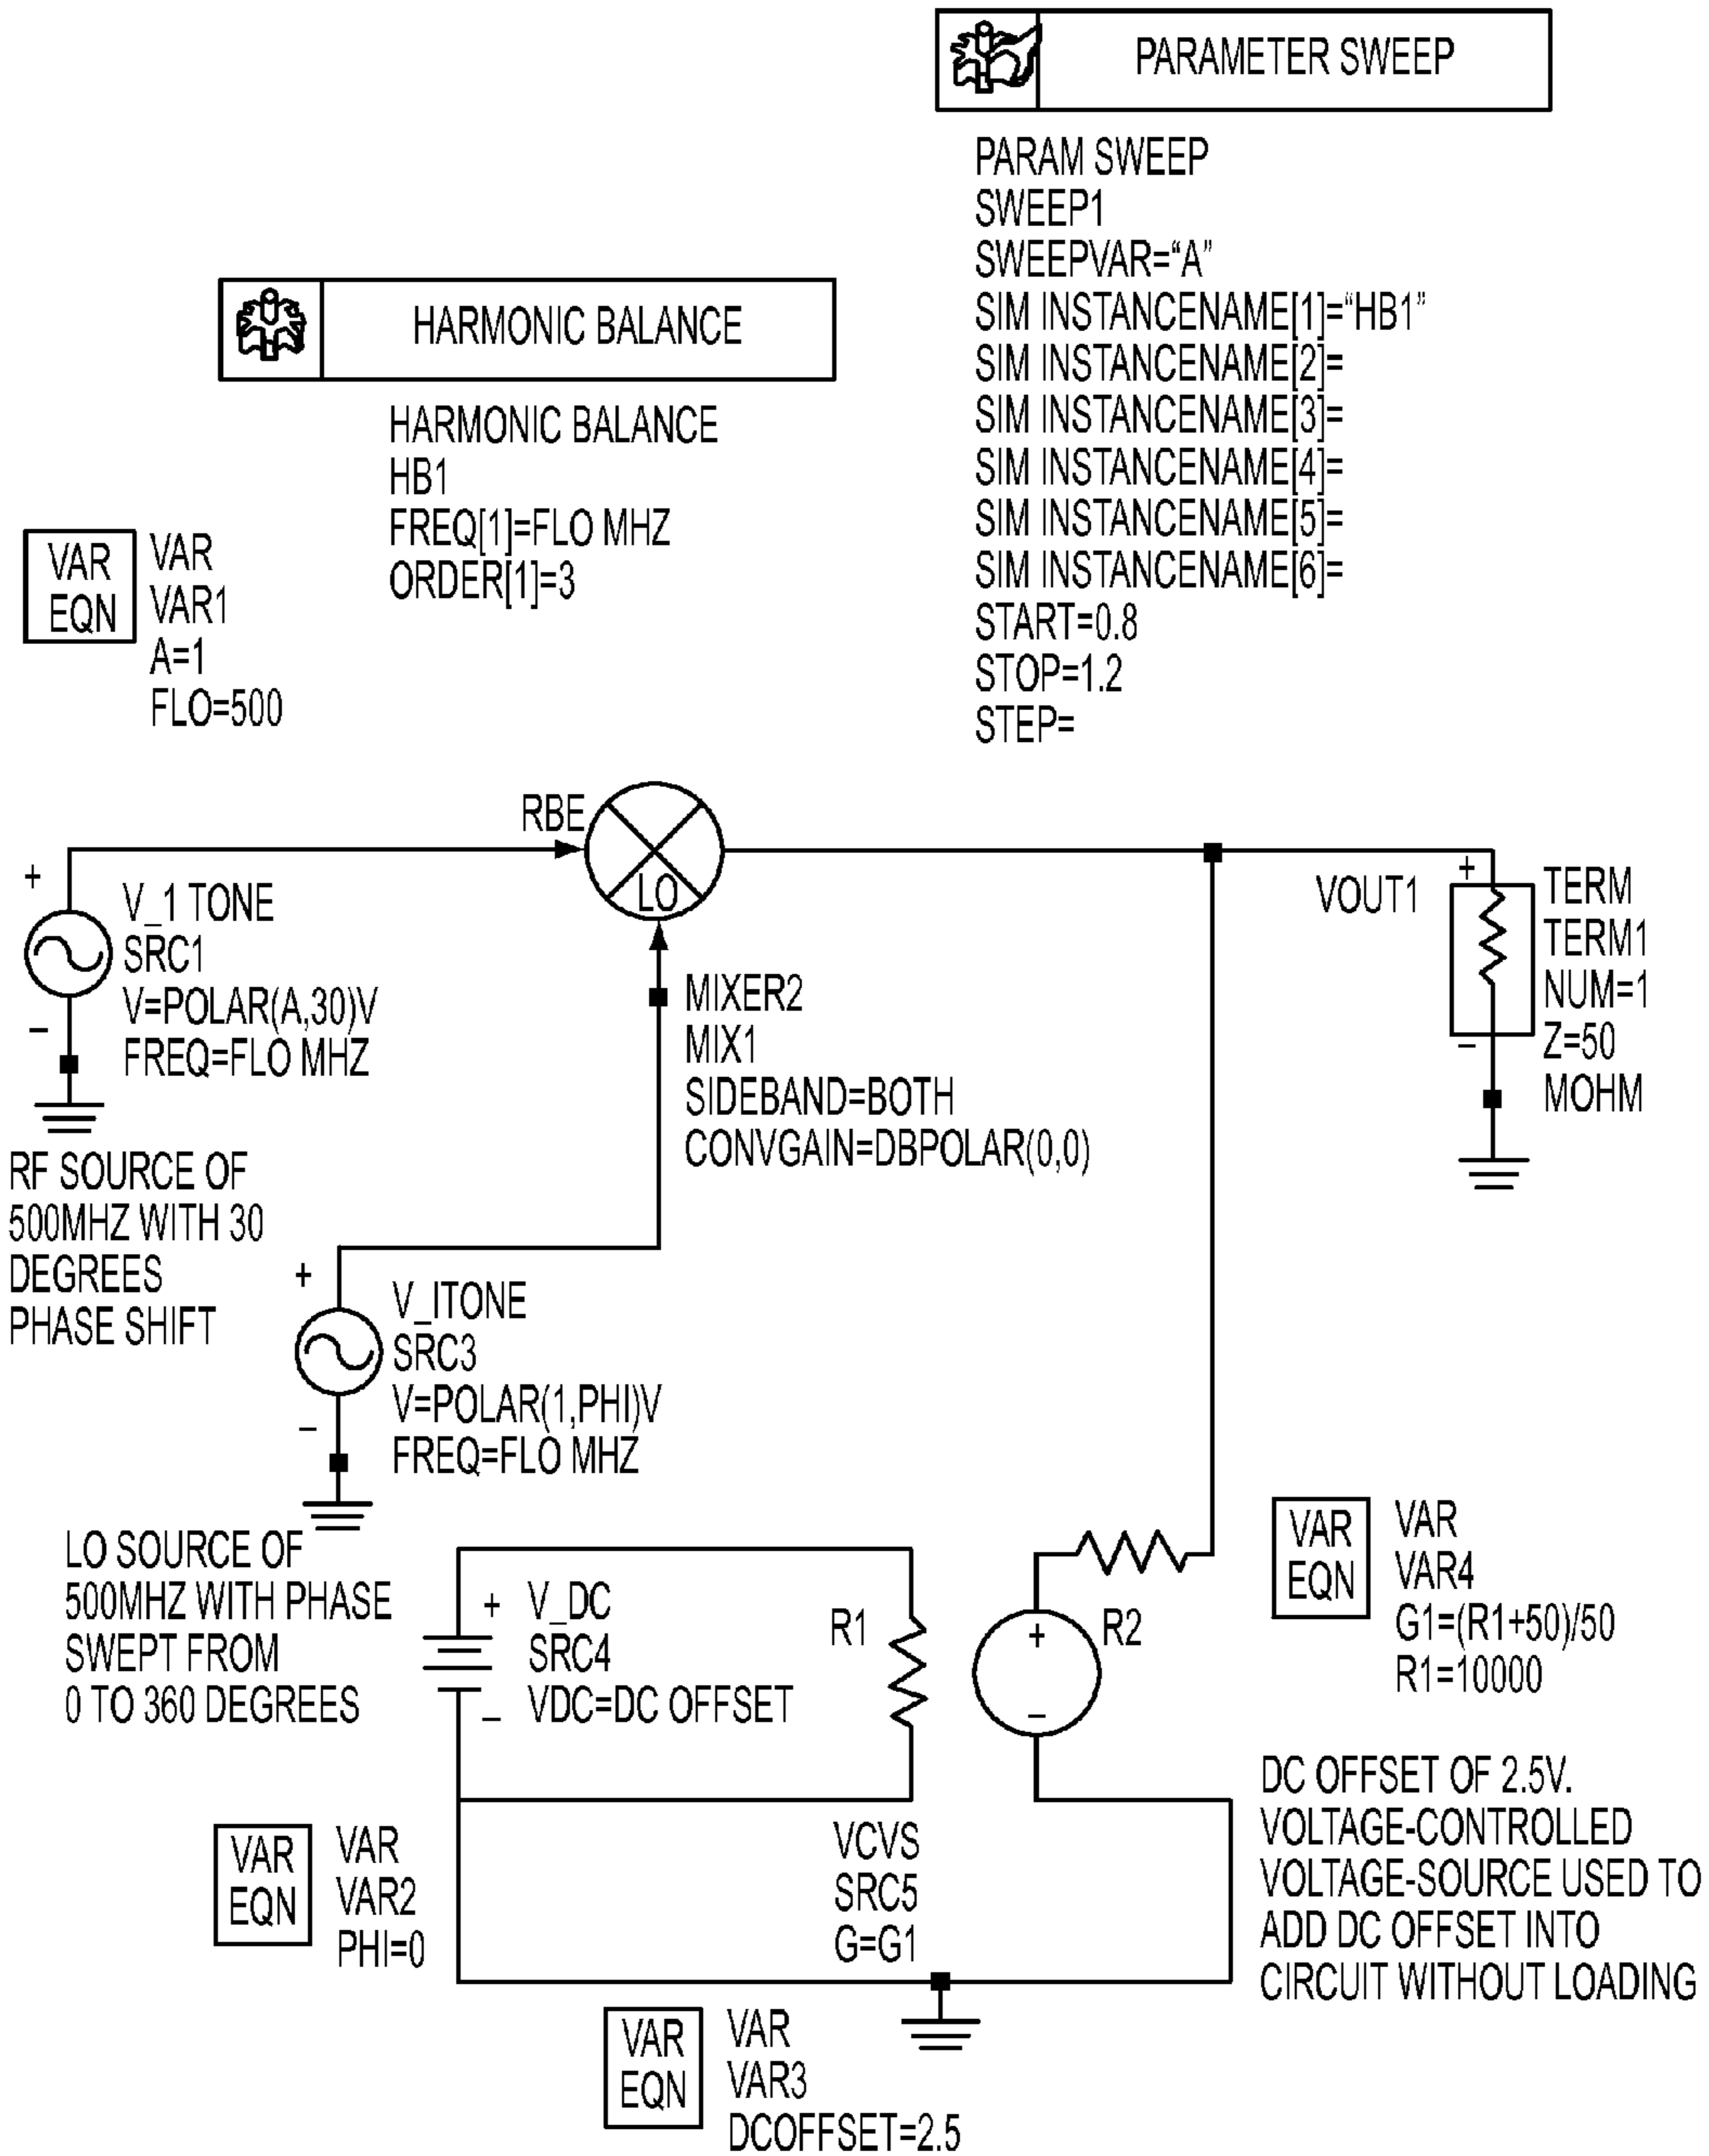 PARAMETER SWEEP
PARAM SWEEP
SWEEP1
SWEEPVAR=“A”
SIM INSTANCENAME[1]=“HB1”
SIM INSTANCENAME[2]=
SIM INSTANCENAME[3]=
SIM INSTANCENAME[4]=
SIM INSTANCENAME[5]=
SIM INSTANCENAME[6]=
START=0.8
STOP=1.2
STEP=
HARMONIC BALANCE
HARMONIC BALANCE
HB1
FREQ[1]=FLO MHZ
ORDER[1]=3
VAR
EQN
VAR
VAR1
A=1
FLO=500
RBE
LO
+
V_1 TONE
SRC1
V=POLAR(A,30)V
FREQ=FLO MHZ
–
RF SOURCE OF
500MHZ WITH 30
DEGREES
PHASE SHIFT
MIXER2
MIX1
SIDEBAND=BOTH
CONVGAIN=DBPOLAR(0,0)
VOUT1
+
–
TERM
TERM1
NUM=1
Z=50
MOHM
+
V_ITONE
SRC3
V=POLAR(1,PHI)V
FREQ=FLO MHZ
–
LO SOURCE OF
500MHZ WITH PHASE
SWEPT FROM
0 TO 360 DEGREES
+
V_DC
SRC4
VDC=DC OFFSET
–
R1
+
–
R2
VAR
EQN
VAR
VAR4
G1=(R1+50)/50
R1=10000
DC OFFSET OF 2.5V.
VOLTAGE-CONTROLLED
VOLTAGE-SOURCE USED TO
ADD DC OFFSET INTO
CIRCUIT WITHOUT LOADING
VAR
EQN
VAR
VAR2
PHI=0
VCVS
SRC5
G=G1
VAR
EQN
VAR
VAR3
DCOFFSET=2.5